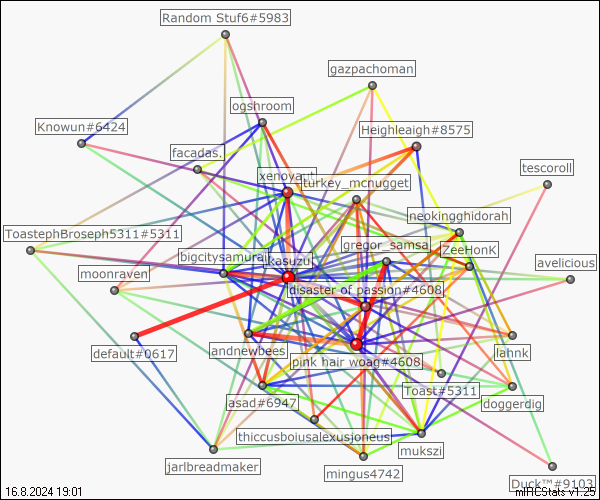 Random Stuf6#5983
gazpachoman
ogshroom
Knowun#6424
Heighleaigh#8575
facadas.
tescoroll
turkey_mcnugget
neokingghidorah
ToastephBroseph5311#5311
gregor_samsa
ZeeHonK
bigcitysamurai
kasuzu
avelicious
moonraven
disaster of passion#4608
default#0617
andnewbees
lahnk
pink hair woag#4608
Toast#5311
asad#6947
doggerdig
thiccusboiusalexusjoneus
mukszi
jarlbreadmaker
mingus4742
Duck™#9103
16.8.2024 19:01
mIRCStats v1.25